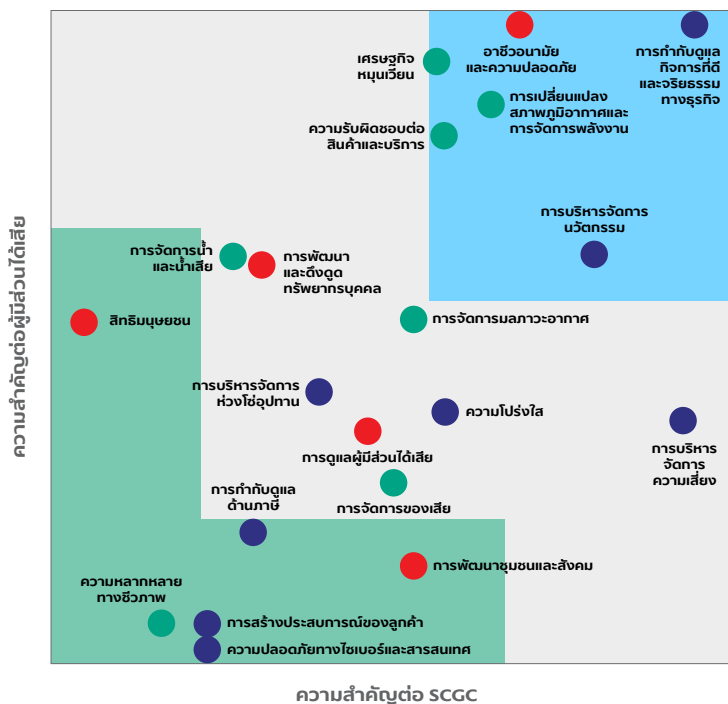 อาชีวอนามัย
และความปลอดภัย
การกำกับดูแล
กิจการที่ดี
และจริยธรรม
ทางธุรกิจ
เศรษฐกิจ
หมุนเวียน
การเปลี่ยนแปลง
สภาพภูมิอากาศและ
การจัดการพลังงาน
ความรับผิดชอบต่อ
สินค้าและบริการ
การบริหารจัดการ
นวัตกรรม
การจัดการน้ำ
และน้ำเสีย
การพัฒนา
และดึงดูด
ทรัพยากรบุคคล
สิทธิมนุษยชน
การจัดการมลภาวะอากาศ
การบริหารจัดการ
ห่วงโซ่อุปทาน
ความโปร่งใส
การดูแลผู้มีส่วนได้เสีย
การบริหาร
จัดการ
ความเสี่ยง
การจัดการของเสีย
การกำกับดูแล
ด้านภาษี
การพัฒนาชุมชนและสังคม
ความหลากหลาย
ทางชีวภาพ
การสร้างประสบการณ์ของลูกค้า
ความปลอดภัยทางไซเบอร์และสารสนเทศ
ความสำคัญต่อผู้มีส่วนได้เสีย
ความสำคัญต่อ SCGC